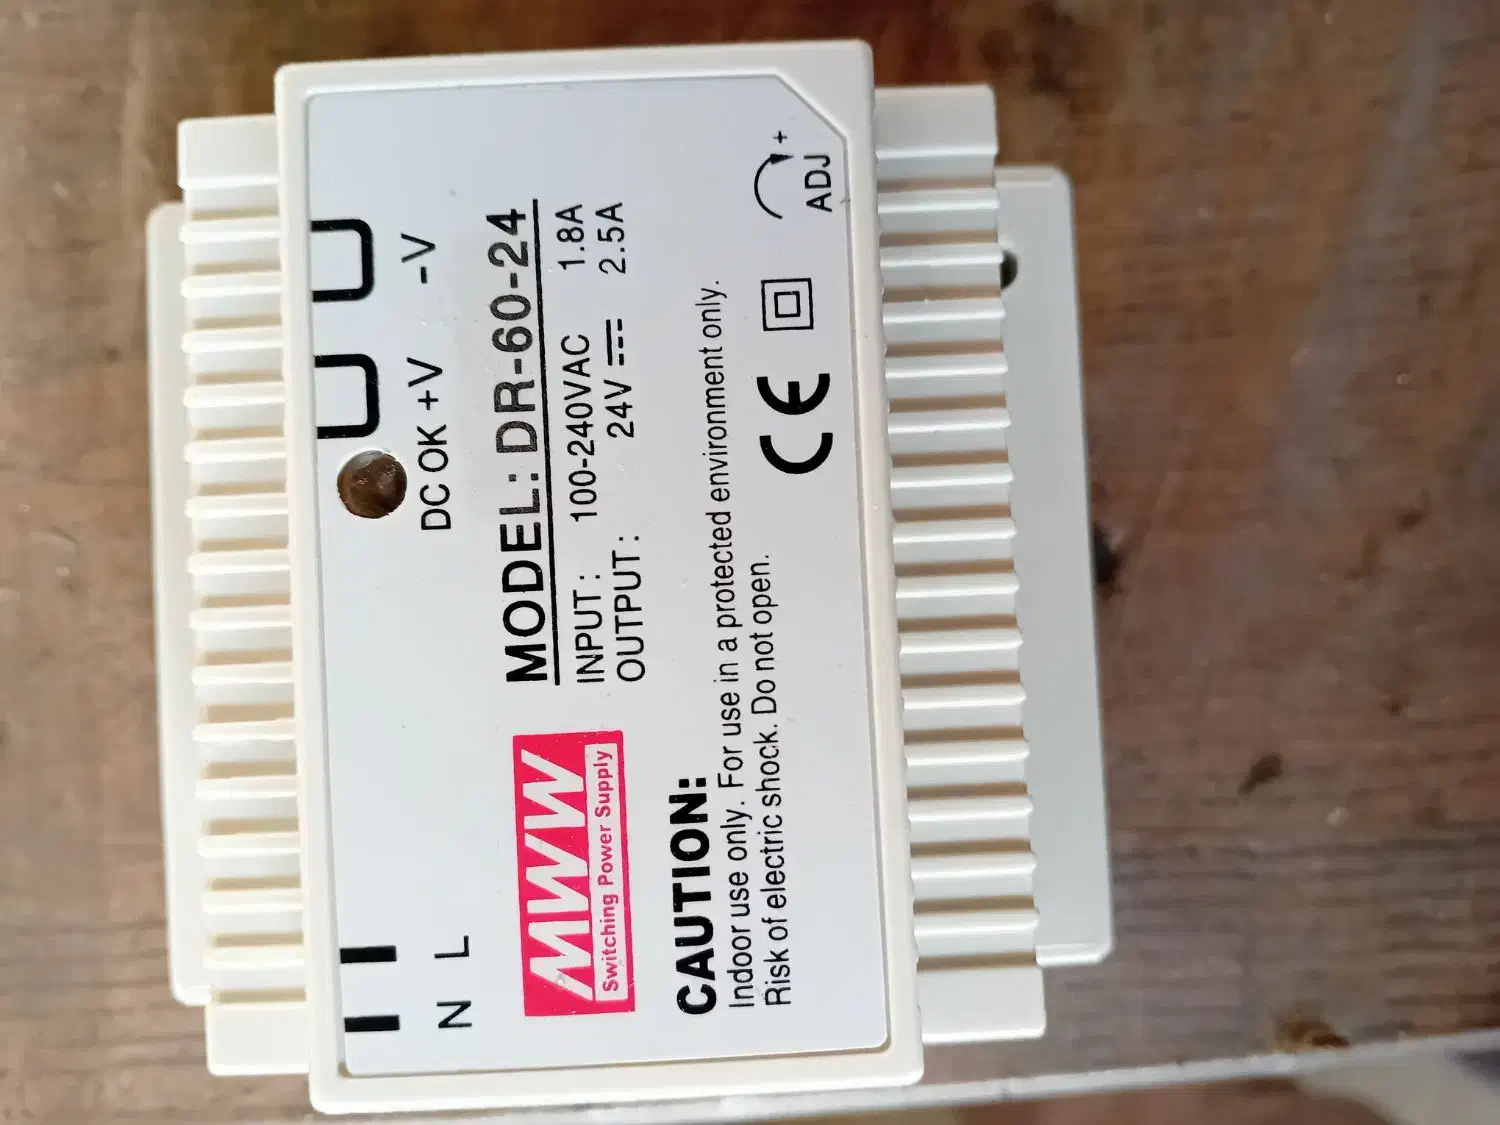 N L DC OK +V -V
MWW
Switching Power Supply
MODEL: DR-60-24
INPUT: 100-240VAC 1.8A
OUTPUT: 24V 2.5A
CAUTION:
Indoor use only. For use in a protected environment only.
Risk of electric shock. Do not open.
CE
+
ADJ